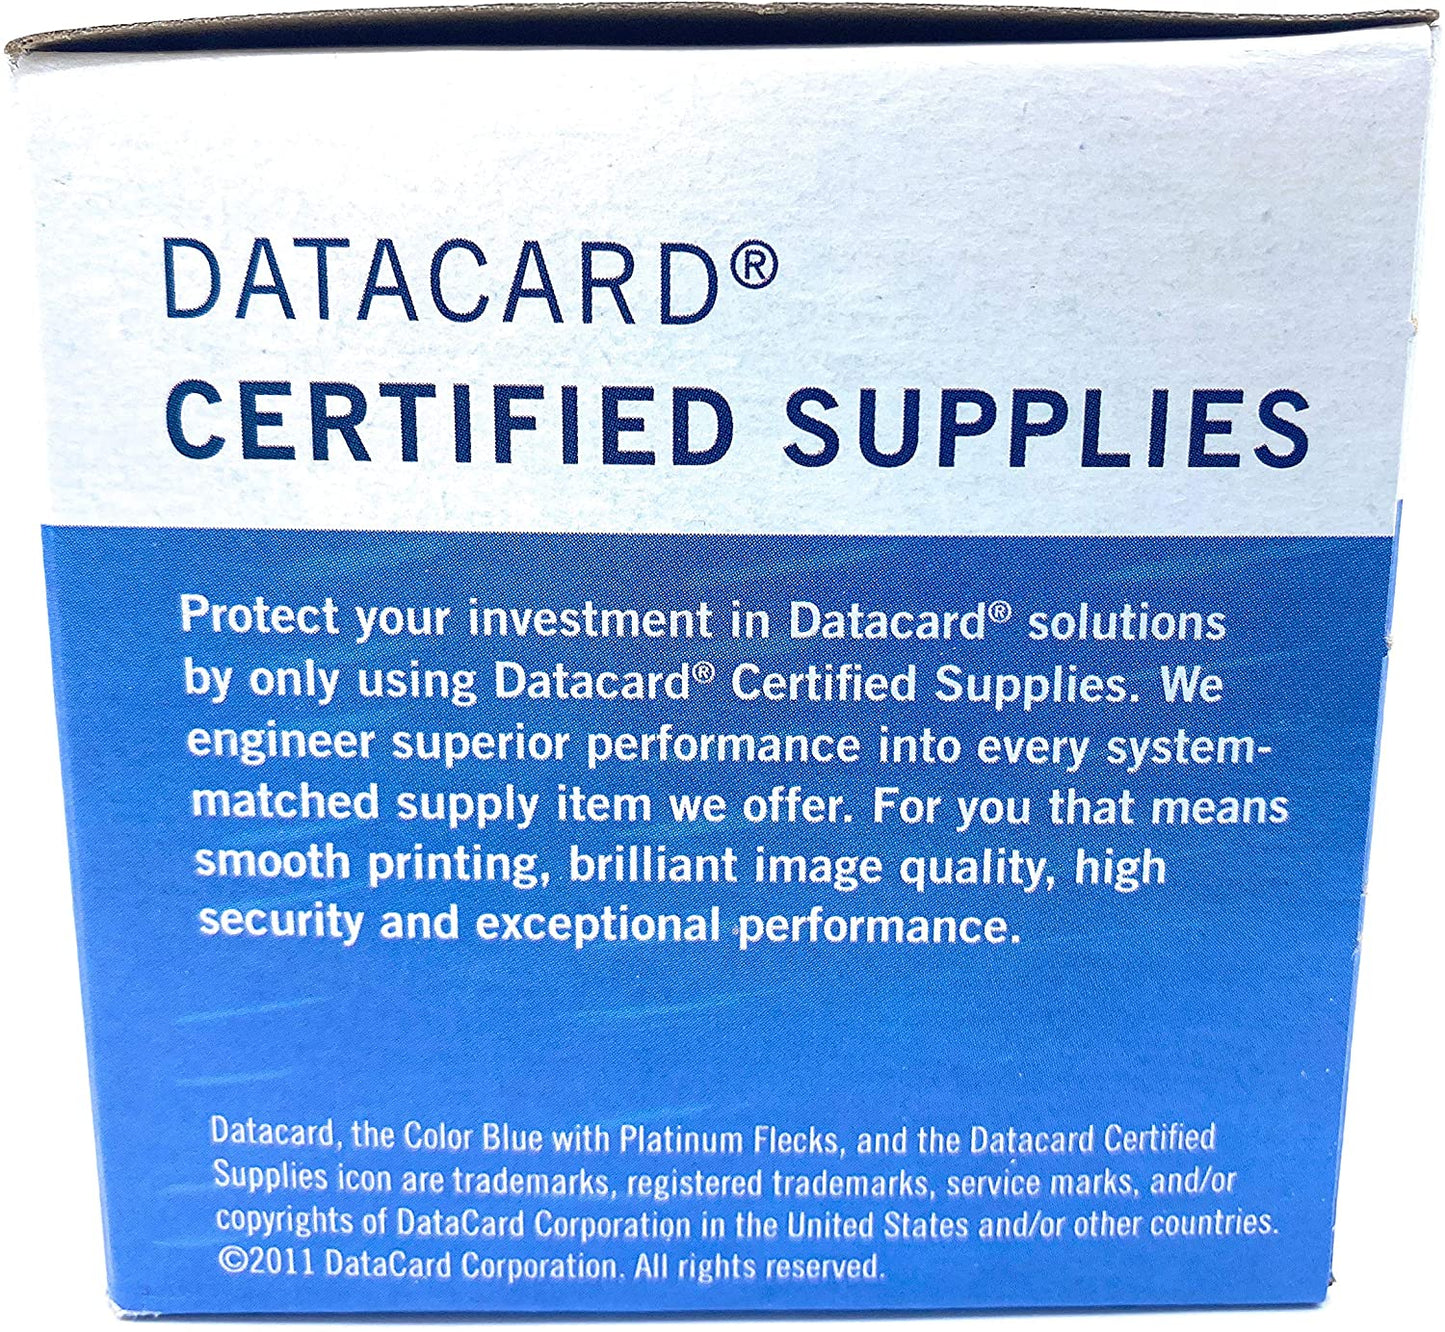 DATACARD®
CERTIFIED SUPPLIES
Protect your investment in Datacard® solutions
by only using Datacard® Certified Supplies. We
engineer superior performance into every system-
matched supply item we offer. For you that means
smooth printing, brilliant image quality, high
security and exceptional performance.
Datacard, the Color Blue with Platinum Flecks, and the Datacard Certified
Supplies icon are trademarks, registered trademarks, service marks, and/or
copyrights of DataCard Corporation in the United States and/or other countries.
©2011 DataCard Corporation. All rights reserved.